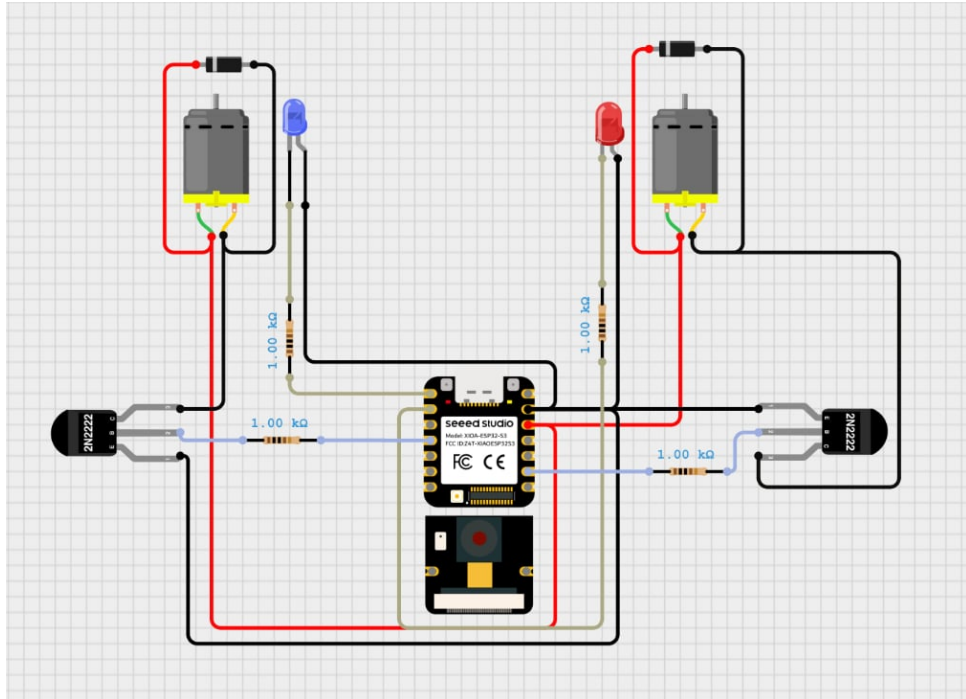 1.00 kΩ
1.00 kΩ
2N2222
C
B
E
1.00 kΩ
seeed studio
Model: XIOA-ESP32-S3
FCC ID:Z4T-XIAOESP32S3
FC CE
1.00 kΩ
E
B
C
2N2222